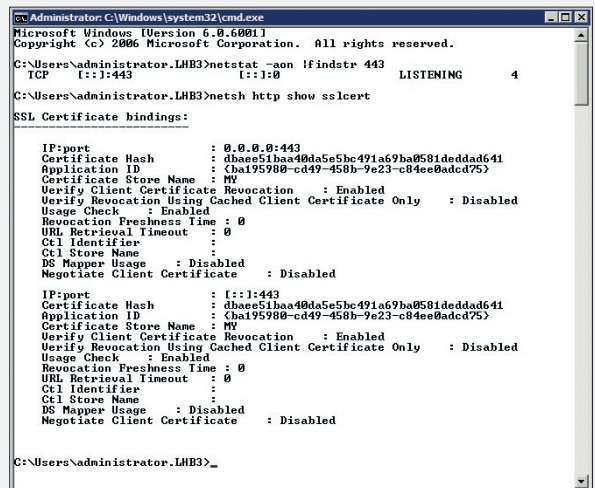 Administrator: C:\Windows\system32\cmd.exe
Microsoft Windows [Version 6.0.6001]
Copyright (c) 2006 Microsoft Corporation.  All rights reserved.
C:\Users\administrator.LHB3>netstat -aon |findstr 443
TCP    [::]:443    [::]:0    LISTENING    4
C:\Users\administrator.LHB3>netsh http show sslcert
SSL Certificate bindings:
-------------------------
IP:port : 0.0.0.0:443
Certificate Hash : dbaee51baa40da5e5bc491a69ba0581deddad641
Application ID : {ba195980-cd49-458b-9e23-c84ee0adcd75}
Certificate Store Name : MY
Verify Client Certificate Revocation : Enabled
Verify Revocation Using Cached Client Certificate Only : Disabled
Usage Check : Enabled
Revocation Freshness Time : 0
URL Retrieval Timeout : 0
Ctl Identifier :
Ctl Store Name :
DS Mapper Usage : Disabled
Negotiate Client Certificate : Disabled
IP:port : [::]:443
Certificate Hash : dbaee51baa40da5e5bc491a69ba0581deddad641
Application ID : {ba195980-cd49-458b-9e23-c84ee0adcd75}
Certificate Store Name : MY
Verify Client Certificate Revocation : Enabled
Verify Revocation Using Cached Client Certificate Only : Disabled
Usage Check : Enabled
Revocation Freshness Time : 0
URL Retrieval Timeout : 0
Ctl Identifier :
Ctl Store Name :
DS Mapper Usage : Disabled
Negotiate Client Certificate : Disabled
C:\Users\administrator.LHB3>_